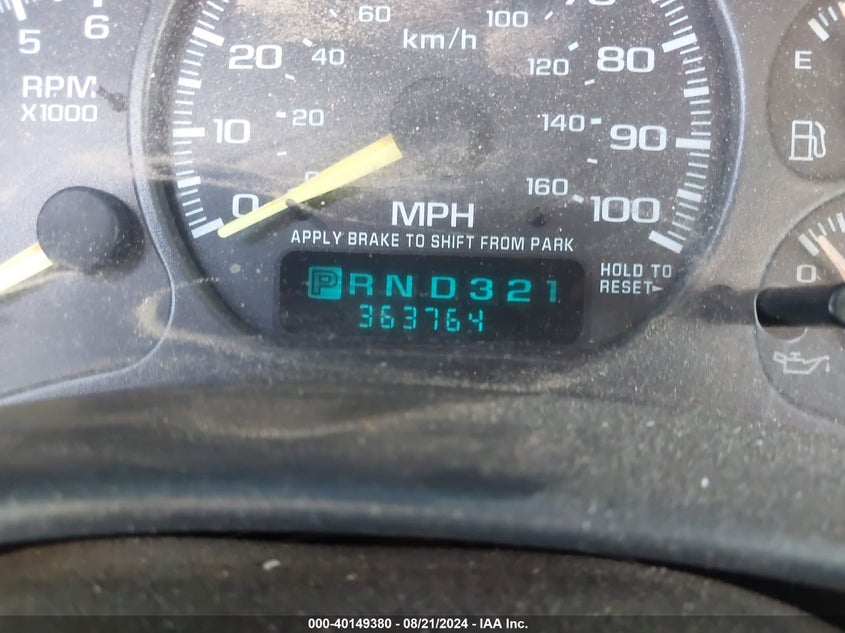 5 6
RPM
X1000
0 10 20 80 90 100
20 40 60 100 120 140 160
km/h
MPH
APPLY BRAKE TO SHIFT FROM PARK
PRND321
363764
HOLD TO
RESET
E
0
000-40149380 - 08/21/2024 - IAA Inc.